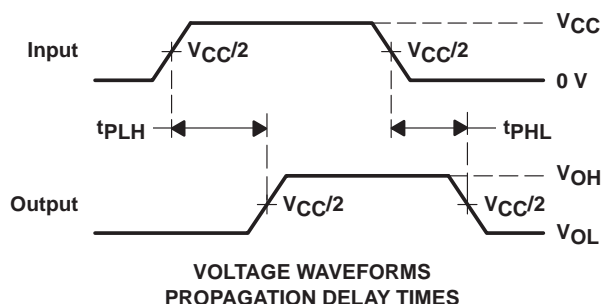 VCC
Input
VCC/2
VCC/2
0 V
tPLH
tPHL
VOH
Output
VCC/2
VCC/2
VOL
VOLTAGE WAVEFORMS
PROPAGATION DELAY TIMES